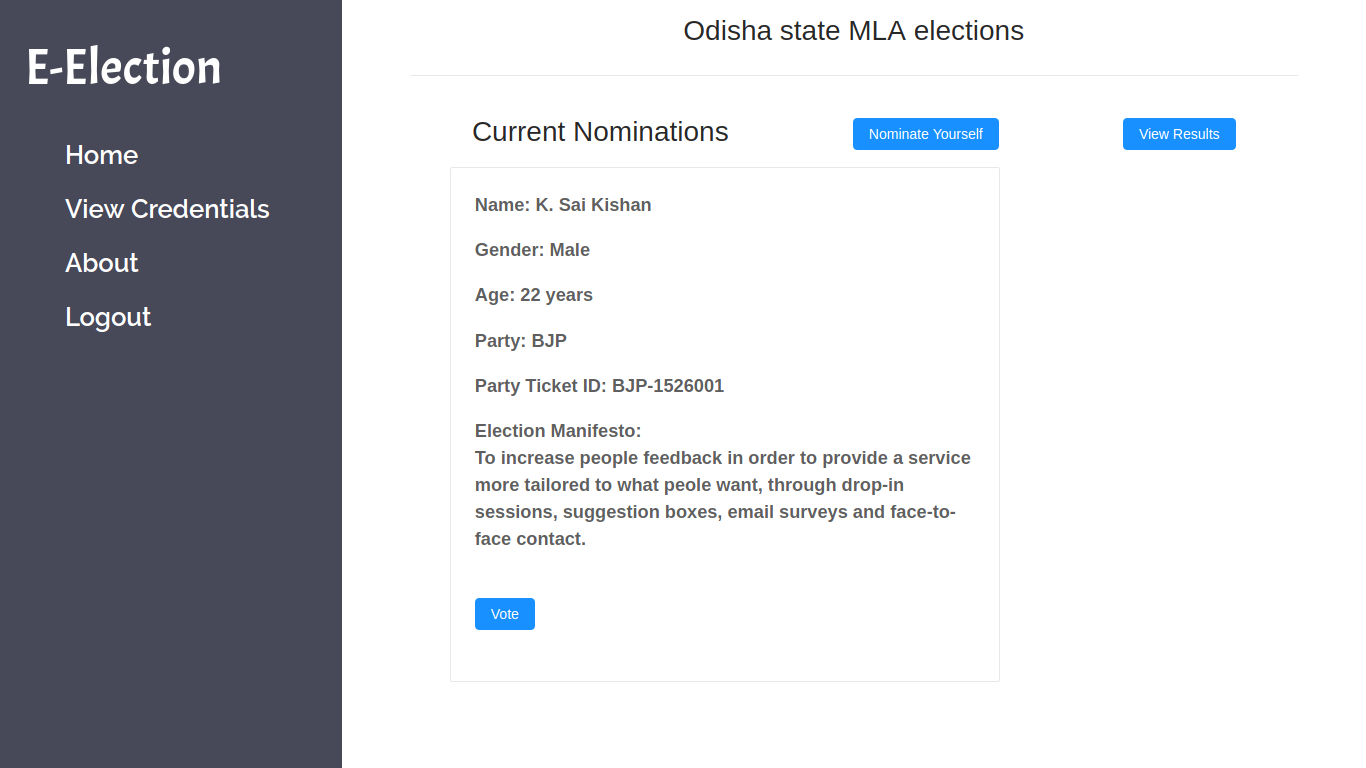 E-Election
Home
View Credentials
About
Logout
Odisha state MLA elections
Current Nominations
Nominate Yourself
View Results
Name: K. Sai Kishan
Gender: Male
Age: 22 years
Party: BJP
Party Ticket ID: BJP-1526001
Election Manifesto:
To increase people feedback in order to provide a service
more tailored to what peole want, through drop-in
sessions, suggestion boxes, email surveys and face-to-
face contact.
Vote